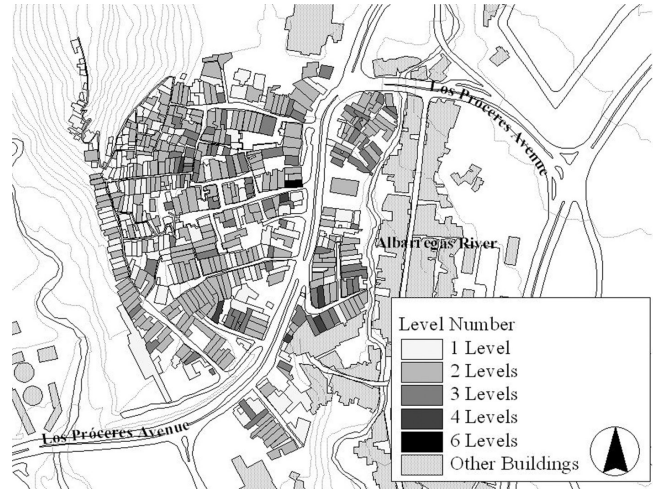 Los Próceres Avenue
Albarregas River
Level Number
1 Level
2 Levels
3 Levels
4 Levels
6 Levels
Other Buildings
Los Próceres Avenue